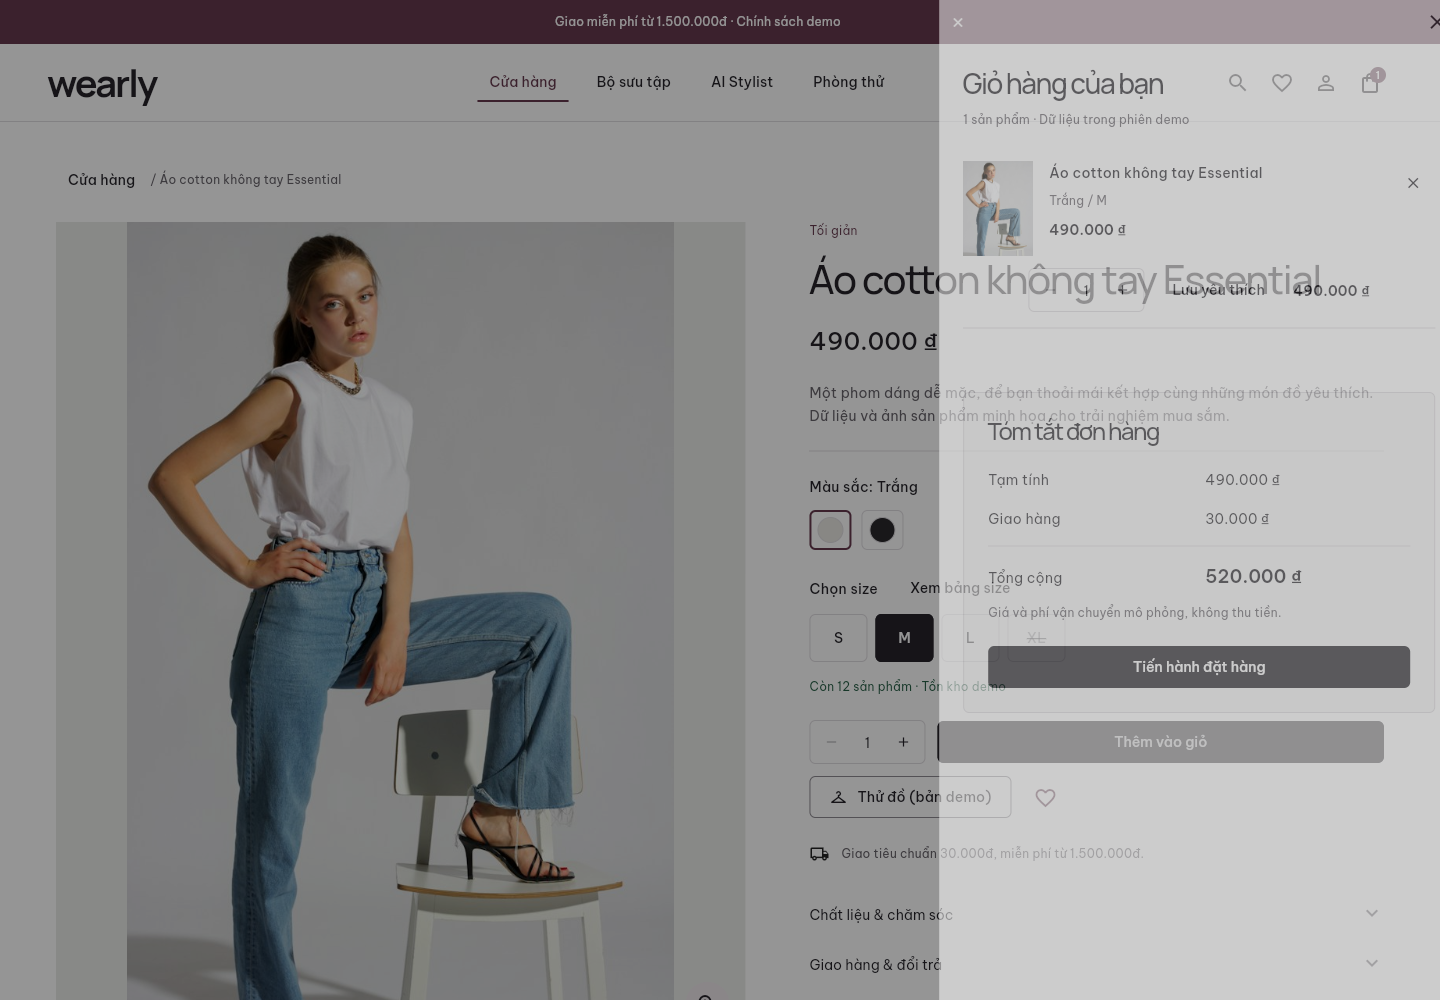 Giao miễn phí từ 1.500.000đ · Chính sách demo
wearly
Cửa hàng
Bộ sưu tập
AI Stylist
Phòng thử
1
Cửa hàng / Áo cotton không tay Essential
Tối giản
Áo cotton không tay Essential
490.000 ₫
Một phom dáng dễ mặc, để bạn thoải mái kết hợp cùng những món đồ yêu thích.
Dữ liệu và ảnh sản phẩm minh họa cho trải nghiệm mua sắm.
Màu sắc: Trắng
Chọn size
Xem bảng size
S
M
L
XL
Còn 12 sản phẩm · Tồn kho demo
− 1 +
Thêm vào giỏ
Thử đồ (bản demo)
Giao tiêu chuẩn 30.000đ, miễn phí từ 1.500.000đ.
Chất liệu & chăm sóc
Giao hàng & đổi trả
Giỏ hàng của bạn
1 sản phẩm · Dữ liệu trong phiên demo
Áo cotton không tay Essential
Trắng / M
490.000 ₫
− 1 +
Lưu yêu thích
490.000 ₫
Tóm tắt đơn hàng
Tạm tính
490.000 ₫
Giao hàng
30.000 ₫
Tổng cộng
520.000 ₫
Giá và phí vận chuyển mô phỏng, không thu tiền.
Tiến hành đặt hàng